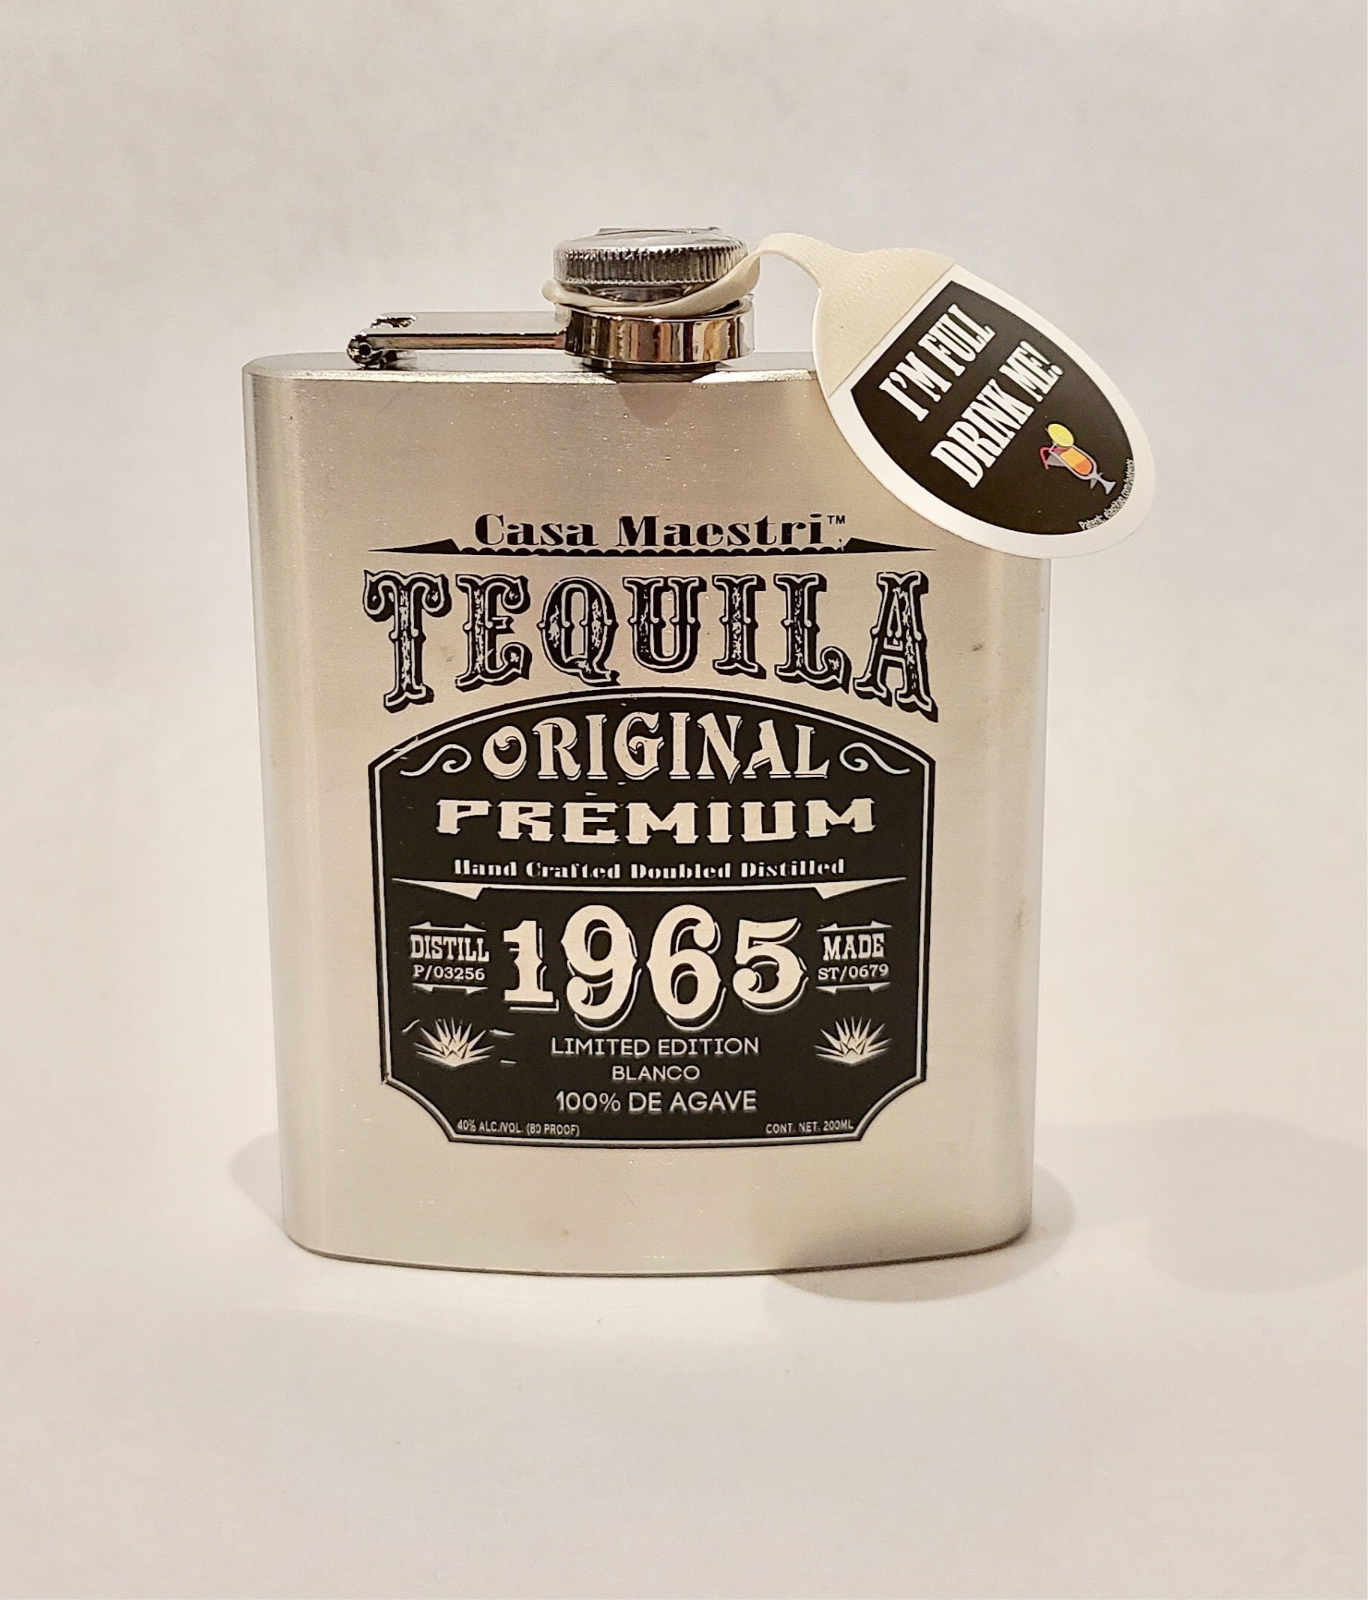 I'M FULL
DRINK ME!
Casa Maestri™
TEQUILA
ORIGINAL
PREMIUM
Hand Crafted Doubled Distilled
DISTILL
P/03256
1965
MADE
ST/0679
LIMITED EDITION
BLANCO
100% DE AGAVE
40% ALC./VOL. (80 PROOF)
CONT. NET. 200ML